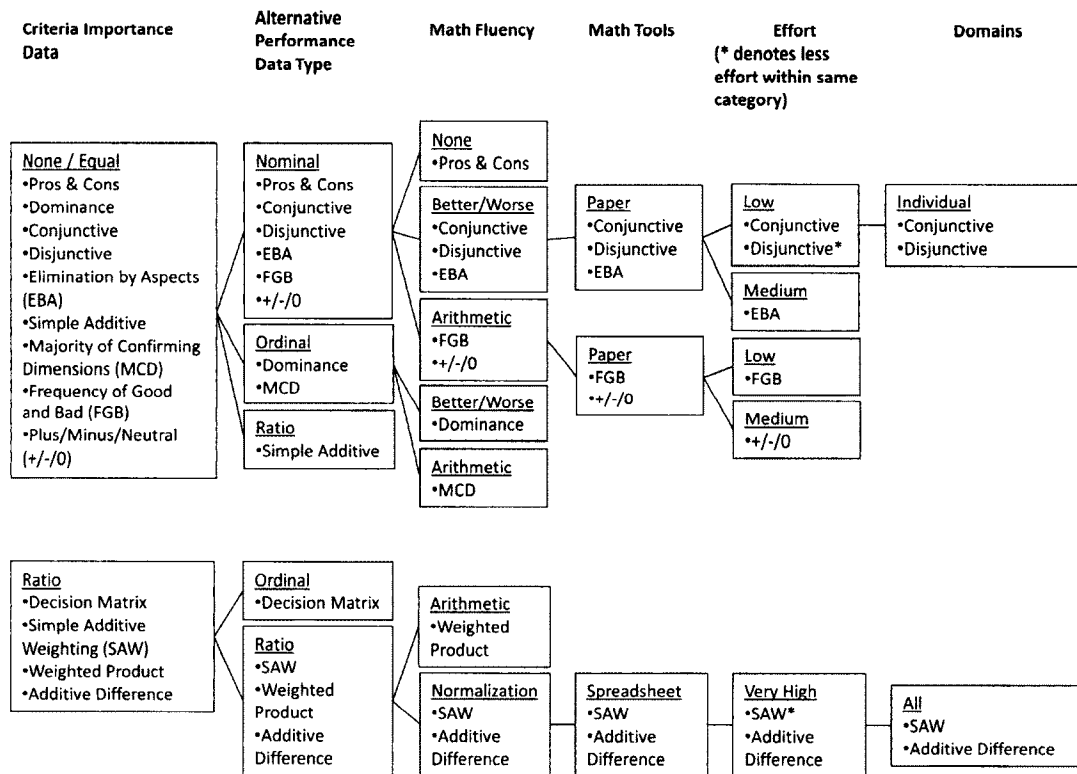 Criteria Importance
Data
Alternative
Performance
Data Type
Math Fluency
Math Tools
Effort
(* denotes less
effort within same
category)
Domains
None / Equal
•Pros & Cons
•Dominance
•Conjunctive
•Disjunctive
•Elimination by Aspects
(EBA)
•Simple Additive
•Majority of Confirming
Dimensions (MCD)
•Frequency of Good
and Bad (FGB)
•Plus/Minus/Neutral
(+/-/0)
Nominal
•Pros & Cons
•Conjunctive
•Disjunctive
•EBA
•FGB
•+/-/0
Ordinal
•Dominance
•MCD
Ratio
•Simple Additive
None
•Pros & Cons
Better/Worse
•Conjunctive
•Disjunctive
•EBA
Arithmetic
•FGB
•+/-/0
Better/Worse
•Dominance
Arithmetic
•MCD
Paper
•Conjunctive
•Disjunctive
•EBA
Paper
•FGB
•+/-/0
Low
•Conjunctive
•Disjunctive*
Medium
•EBA
Low
•FGB
Medium
•+/-/0
Individual
•Conjunctive
•Disjunctive
Ratio
•Decision Matrix
•Simple Additive
Weighting (SAW)
•Weighted Product
•Additive Difference
Ordinal
•Decision Matrix
Ratio
•SAW
•Weighted
Product
•Additive
Difference
Arithmetic
•Weighted
Product
Normalization
•SAW
•Additive
Difference
Spreadsheet
•SAW
•Additive
Difference
Very High
•SAW*
•Additive
Difference
All
•SAW
•Additive Difference